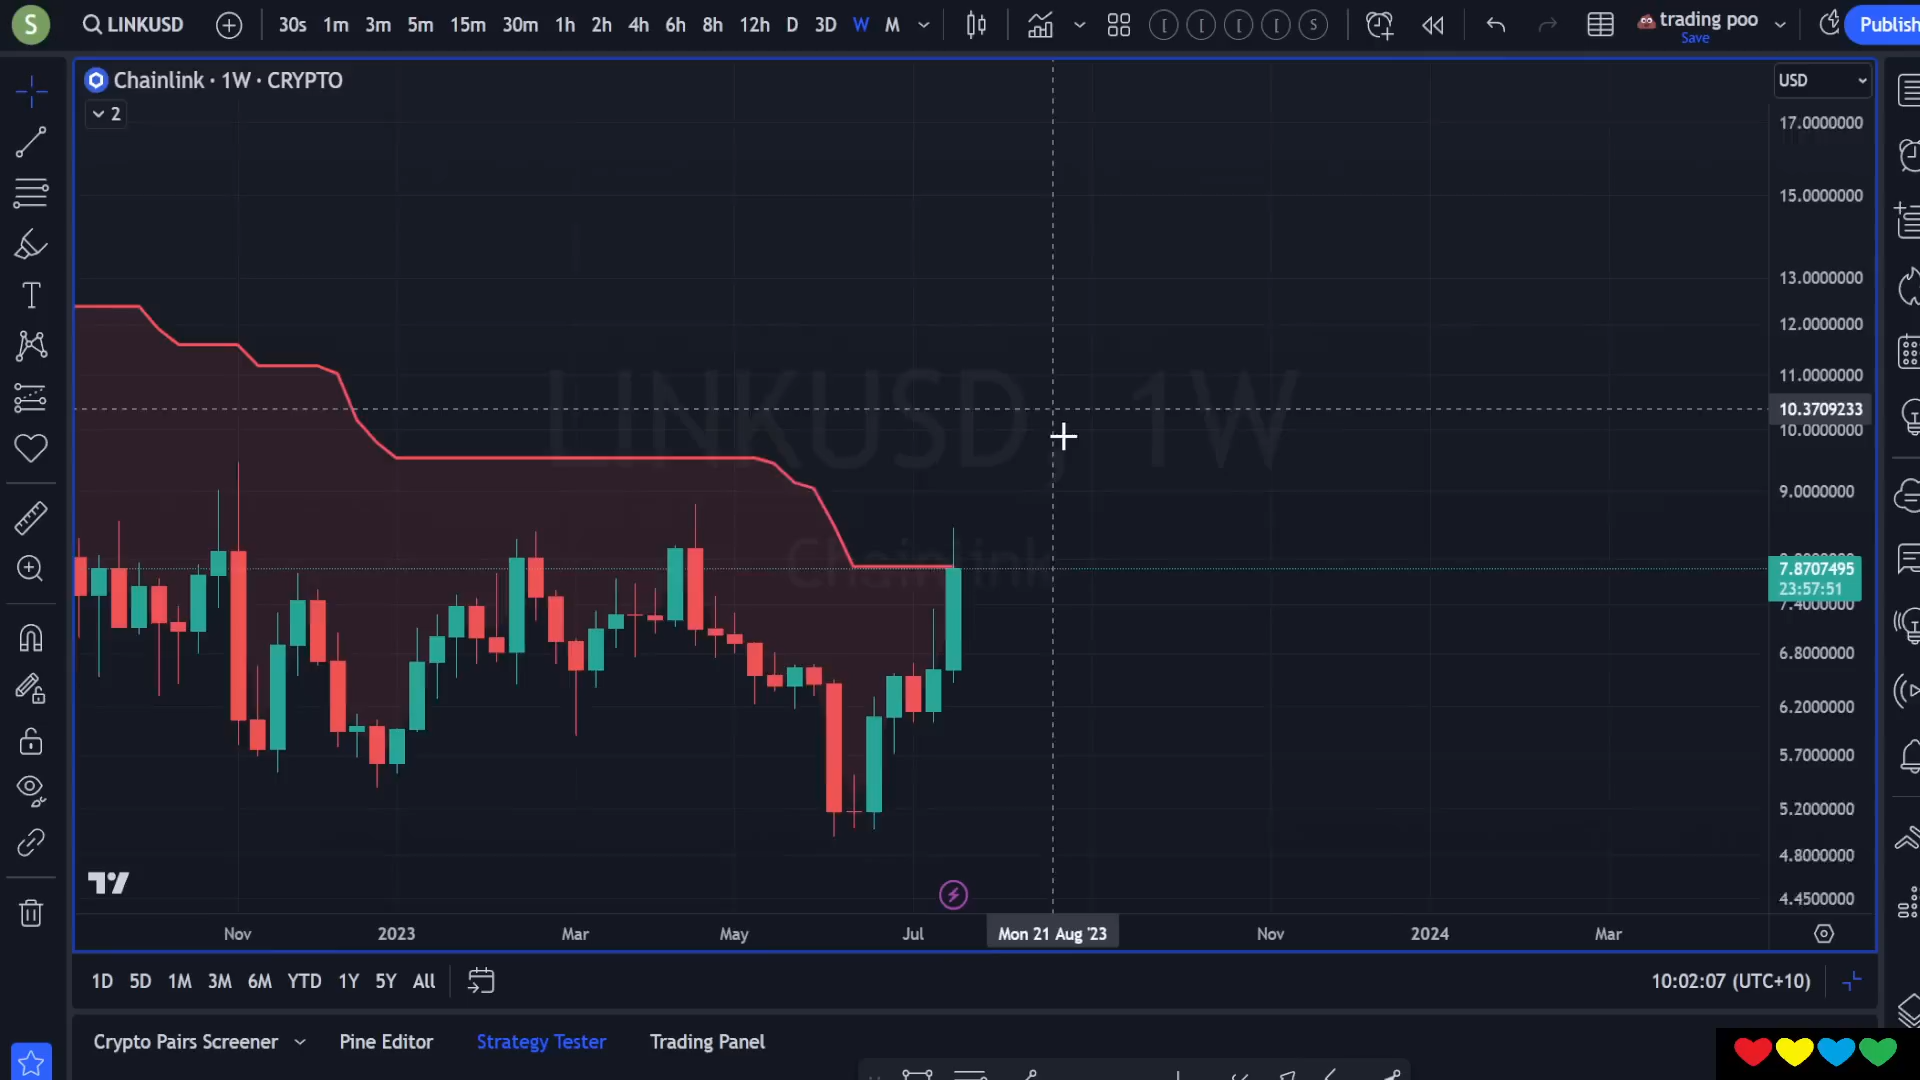 S LINKUSD 30s 1m 3m 5m 15m 30m 1h 2h 4h 6h 8h 12h D 3D W M trading poo Save Publish
Chainlink · 1W · CRYPTO
2
USD
17.0000000
15.0000000
13.0000000
12.0000000
11.0000000
10.3709233
10.0000000
9.0000000
7.8707495
23:57:51
7.4000000
6.8000000
6.2000000
5.7000000
5.2000000
4.8000000
4.4500000
LINKUSD, 1W
Chainlink
Nov 2023 Mar May Jul Mon 21 Aug '23 Nov 2024 Mar
1D 5D 1M 3M 6M YTD 1Y 5Y All 10:02:07 (UTC+10)
Crypto Pairs Screener Pine Editor Strategy Tester Trading Panel